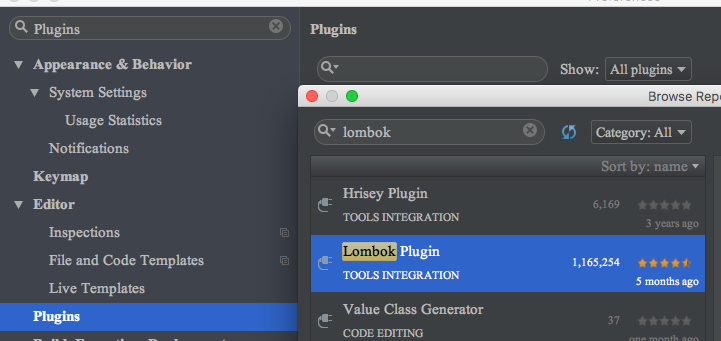 Plugins
Appearance & Behavior
System Settings
Usage Statistics
Notifications
Keymap
Editor
Inspections
File and Code Templates
Live Templates
Plugins
Plugins
Show: All plugins
Browse Rep
lombok
Category: All
Sort by: name
Hrisey Plugin
6,169
TOOLS INTEGRATION
3 years ago
Lombok Plugin
1,165,254
TOOLS INTEGRATION
5 months ago
Value Class Generator
37
CODE EDITING
one month ago